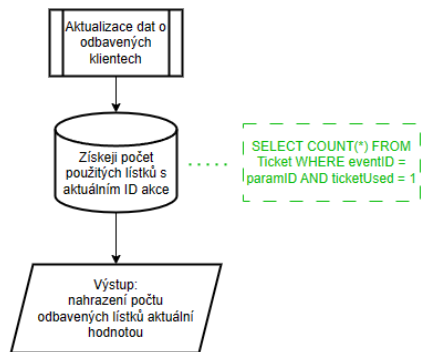 Aktualizace dat o
odbavených
klientech
Získeji počet
použitých lístků s
aktuálním ID akce
SELECT COUNT(*) FROM
Ticket WHERE eventID =
paramID AND ticketUsed = 1
Výstup:
nahrazení počtu
odbavených lístků aktuální
hodnotou